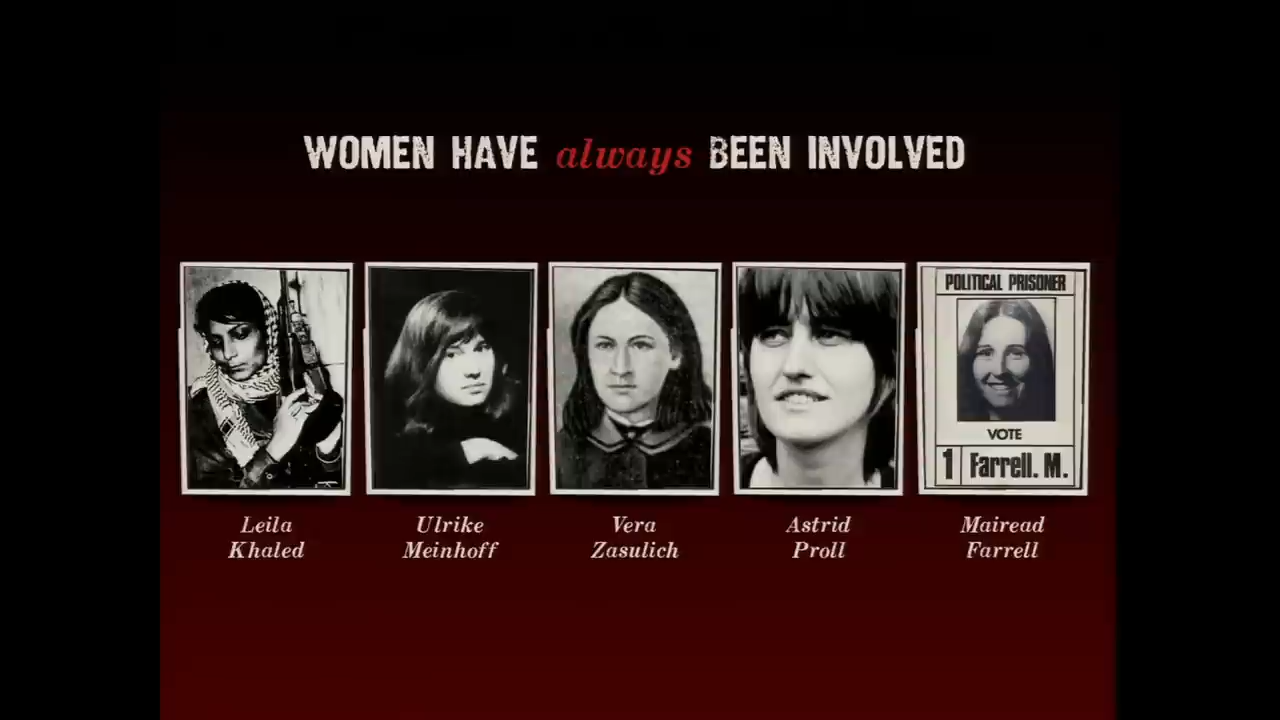 WOMEN HAVE always BEEN INVOLVED
POLITICAL PRISONER
VOTE
1 Farrell. M.
Leila
Khaled
Ulrike
Meinhoff
Vera
Zasulich
Astrid
Proll
Mairead
Farrell